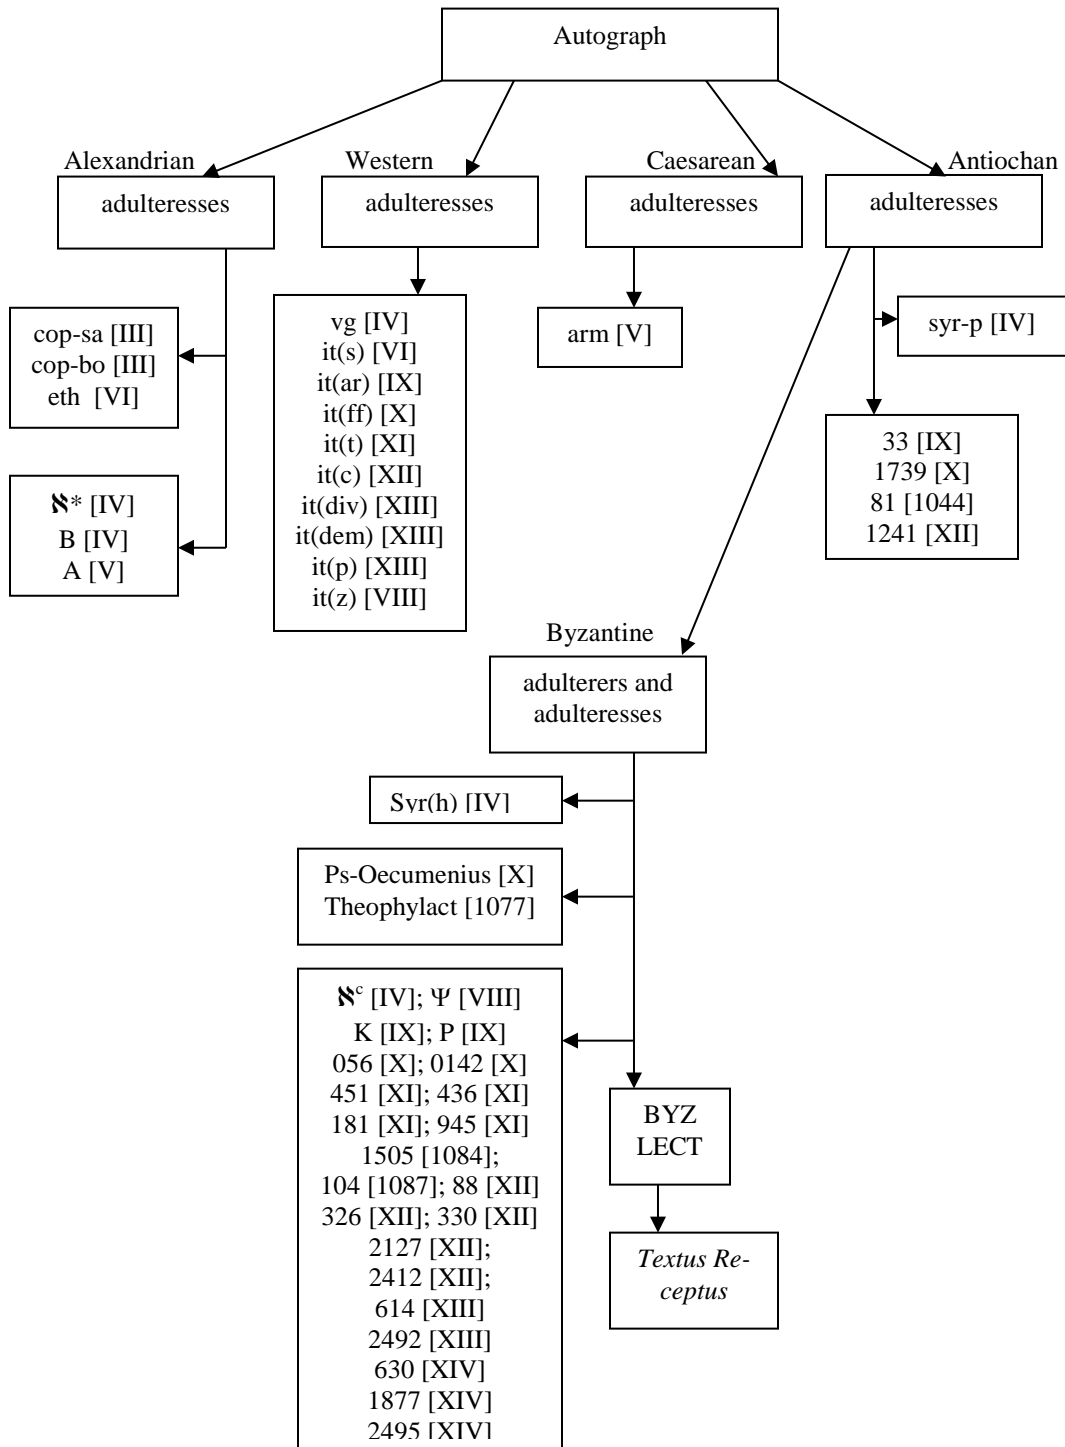 Autograph
Alexandrian
Western
Caesarean
Antiochan
adulteresses
adulteresses
adulteresses
adulteresses
cop-sa [III]
cop-bo [III]
eth [VI]
ℵ* [IV]
B [IV]
A [V]
vg [IV]
it(s) [VI]
it(ar) [IX]
it(ff) [X]
it(t) [XI]
it(c) [XII]
it(div) [XIII]
it(dem) [XIII]
it(p) [XIII]
it(z) [VIII]
arm [V]
syr-p [IV]
33 [IX]
1739 [X]
81 [1044]
1241 [XII]
Byzantine
adulterers and
adulteresses
Syr(h) [IV]
Ps-Oecumenius [X]
Theophylact [1077]
ℵᶜ [IV]; Ψ [VIII]
K [IX]; P [IX]
056 [X]; 0142 [X]
451 [XI]; 436 [XI]
181 [XI]; 945 [XI]
1505 [1084];
104 [1087]; 88 [XII]
326 [XII]; 330 [XII]
2127 [XII];
2412 [XII];
614 [XIII]
2492 [XIII]
630 [XIV]
1877 [XIV]
2495 [XIV]
BYZ
LECT
Textus Re-
ceptus